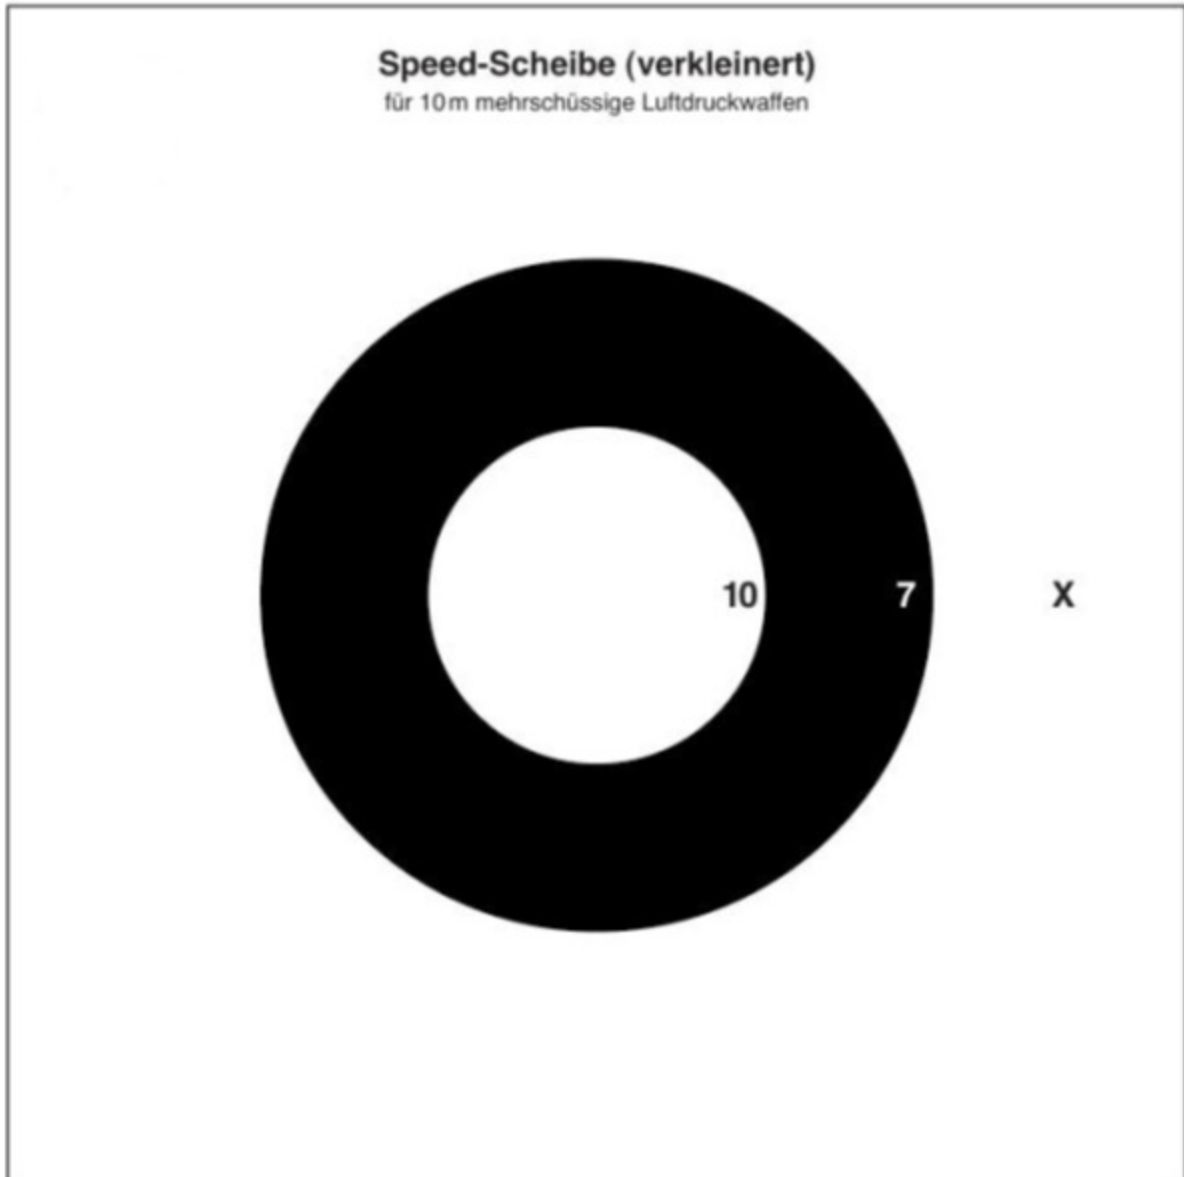 Speed-Scheibe (verkleinert)
für 10 m mehrschüssige Luftdruckwaffen
10 7 X